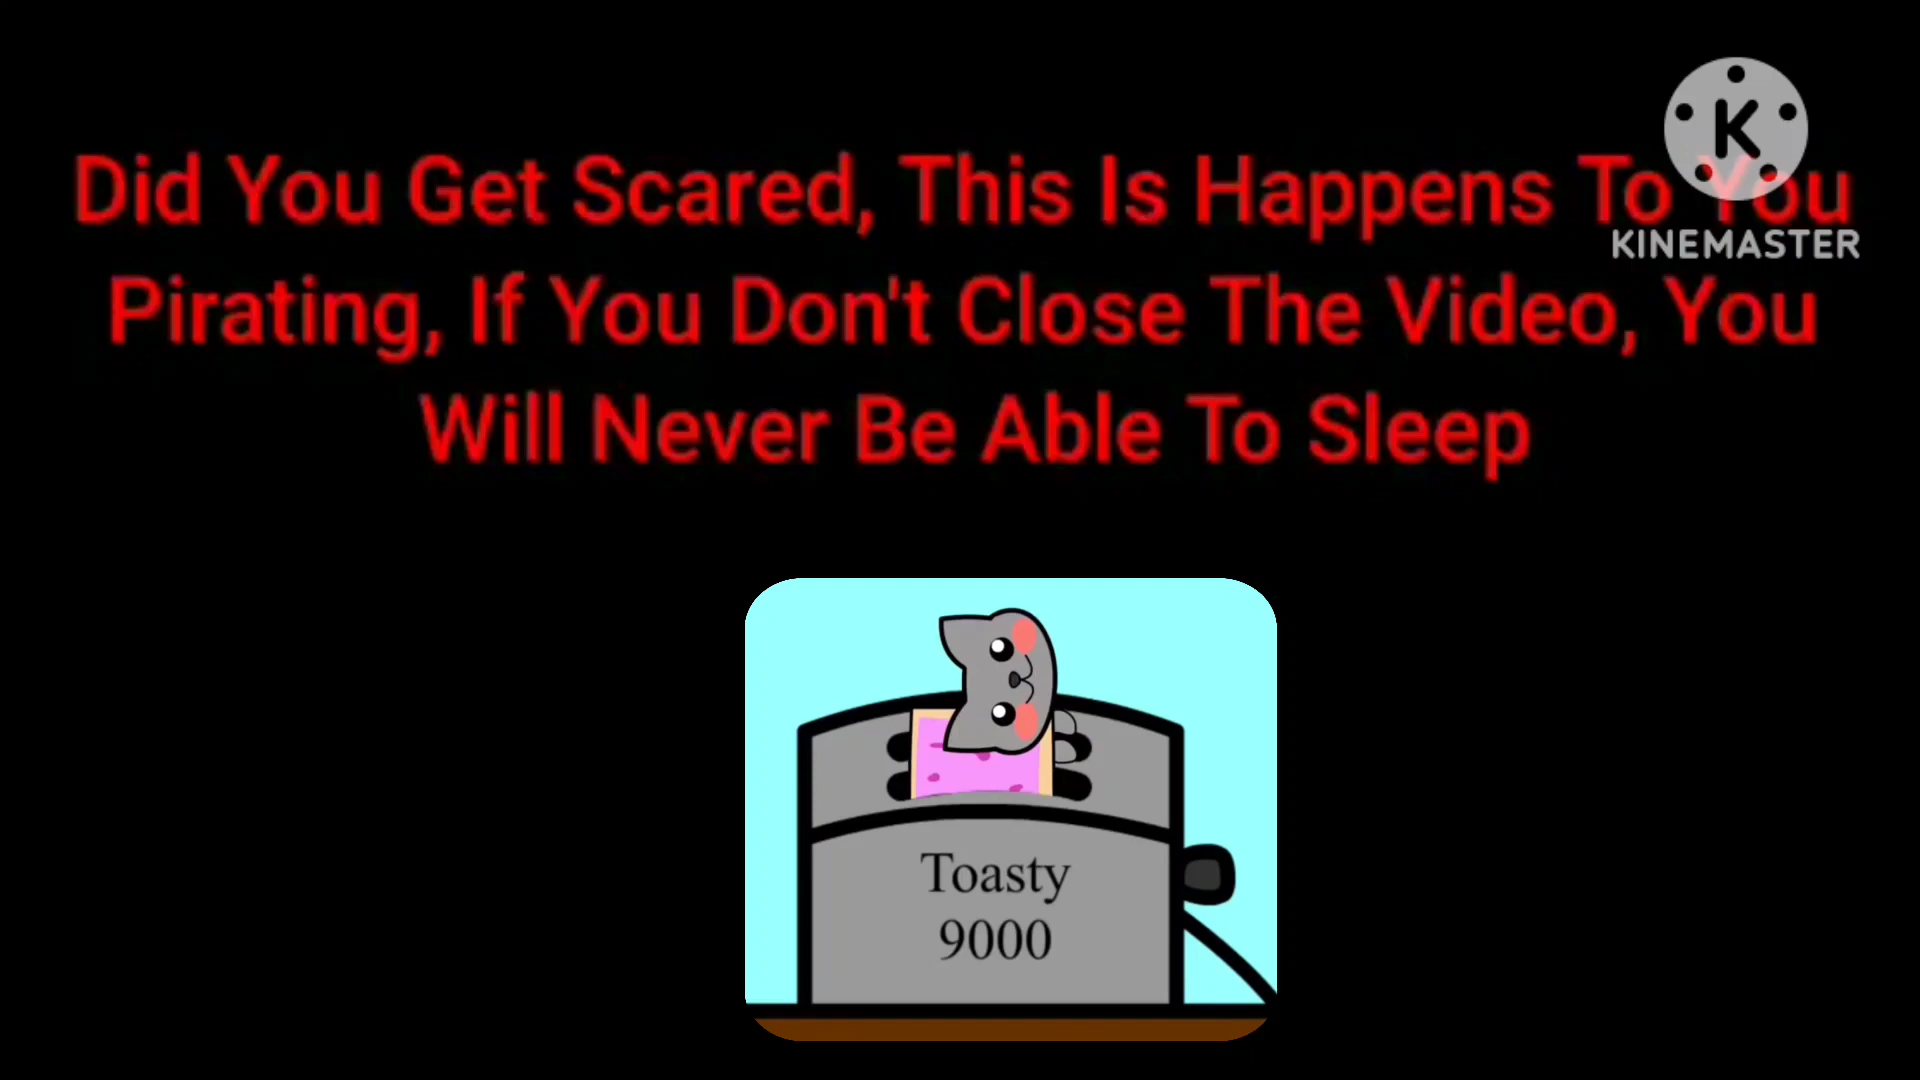 Did You Get Scared, This Is Happens To You
Pirating, If You Don't Close The Video, You
Will Never Be Able To Sleep
K
KINEMASTER
Toasty
9000